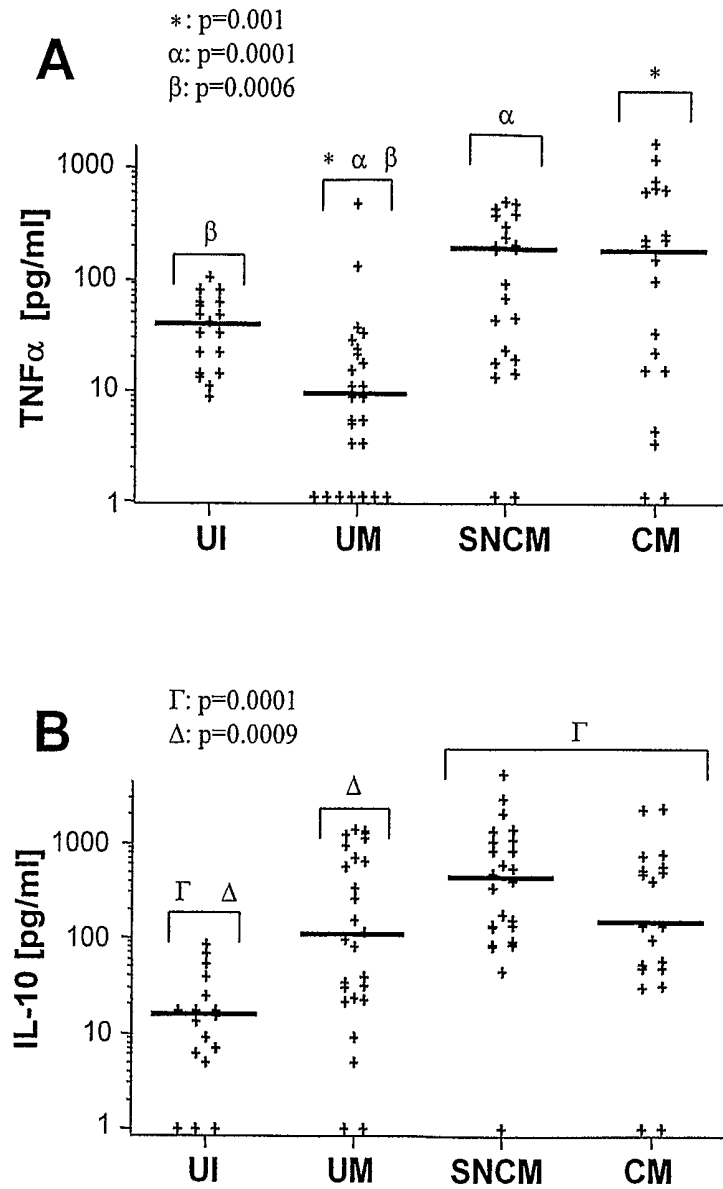 A
*: p=0.001
α: p=0.0001
β: p=0.0006
TNFα [pg/ml]
1000
100
10
1
β
* α β
α
*
UI UM SNCM CM
B
Γ: p=0.0001
Δ: p=0.0009
IL-10 [pg/ml]
1000
100
10
1
Γ Δ
Δ
Γ
UI UM SNCM CM